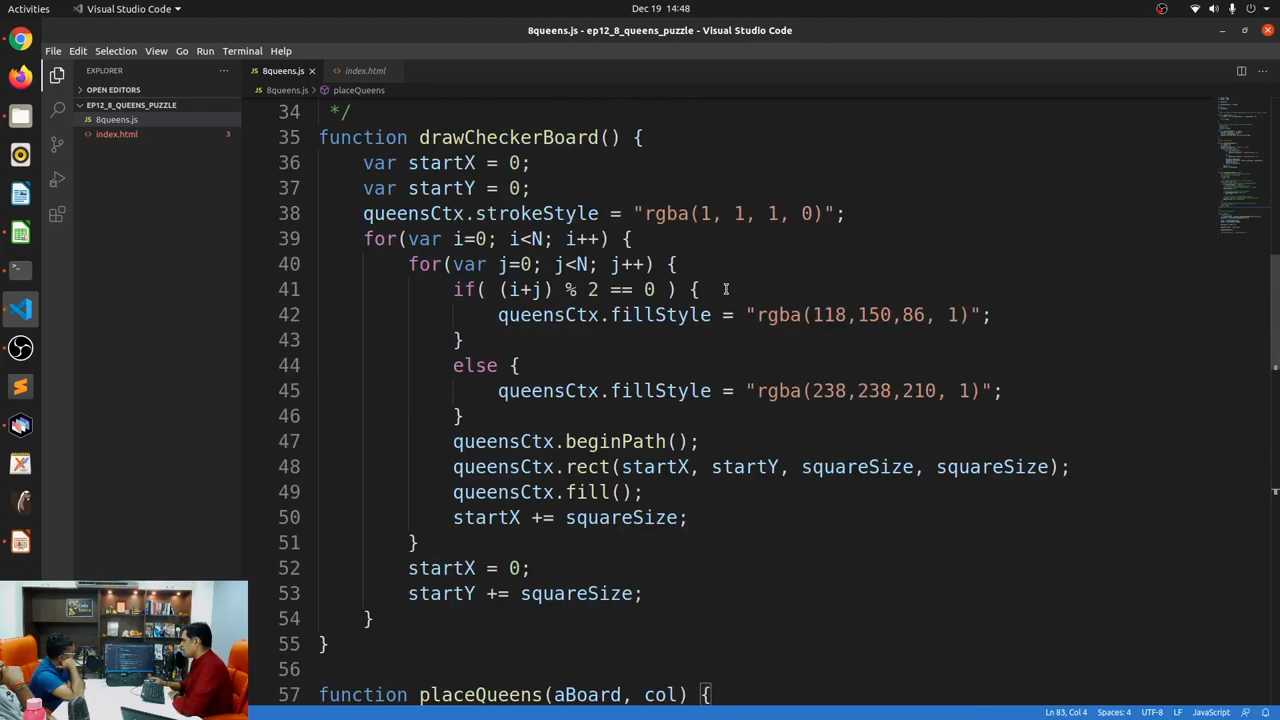 Activities
Visual Studio Code
Dec 19 14:48
8queens.js - ep12_8_queens_puzzle - Visual Studio Code
File Edit Selection View Go Run Terminal Help
EXPLORER
8queens.js
index.html
OPEN EDITORS
8queens.js
placeQueens
EP12_8_QUEENS_PUZZLE
8queens.js
index.html 3
34 */
35 function drawCheckerBoard() {
36 var startX = 0;
37 var startY = 0;
38 queensCtx.strokeStyle = "rgba(1, 1, 1, 0)";
39 for(var i=0; i<N; i++) {
40 for(var j=0; j<N; j++) {
41 if( (i+j) % 2 == 0 ) {
42 queensCtx.fillStyle = "rgba(118,150,86, 1)";
43 }
44 else {
45 queensCtx.fillStyle = "rgba(238,238,210, 1)";
46 }
47 queensCtx.beginPath();
48 queensCtx.rect(startX, startY, squareSize, squareSize);
49 queensCtx.fill();
50 startX += squareSize;
51 }
52 startX = 0;
53 startY += squareSize;
54 }
55 }
56
57 function placeQueens(aBoard, col) {
Ln 83, Col 4 Spaces: 4 UTF-8 LF JavaScript